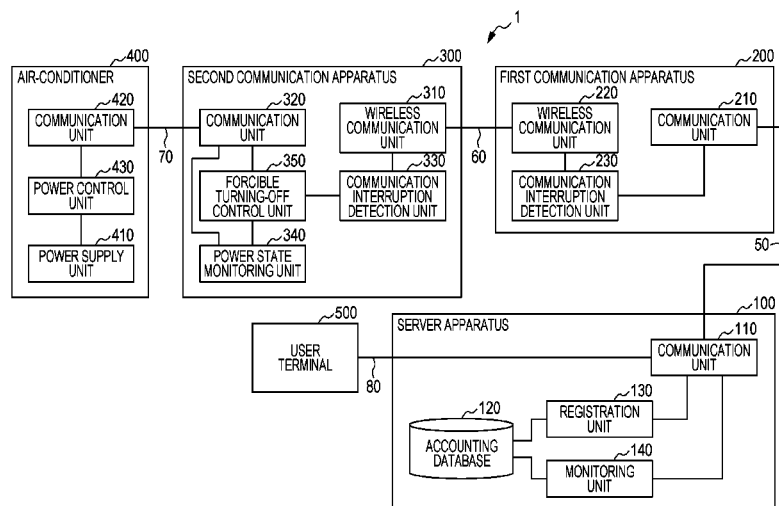 1
400
AIR-CONDITIONER
420
COMMUNICATION
UNIT
430
POWER CONTROL
UNIT
410
POWER SUPPLY
UNIT
70
300
SECOND COMMUNICATION APPARATUS
320
COMMUNICATION
UNIT
350
FORCIBLE
TURNING-OFF
CONTROL UNIT
340
POWER STATE
MONITORING UNIT
310
WIRELESS
COMMUNICATION
UNIT
330
COMMUNICATION
INTERRUPTION
DETECTION UNIT
60
200
FIRST COMMUNICATION APPARATUS
220
WIRELESS
COMMUNICATION
UNIT
230
COMMUNICATION
INTERRUPTION
DETECTION UNIT
210
COMMUNICATION
UNIT
50
500
USER
TERMINAL
80
100
SERVER APPARATUS
110
COMMUNICATION
UNIT
120
ACCOUNTING
DATABASE
130
REGISTRATION
UNIT
140
MONITORING
UNIT